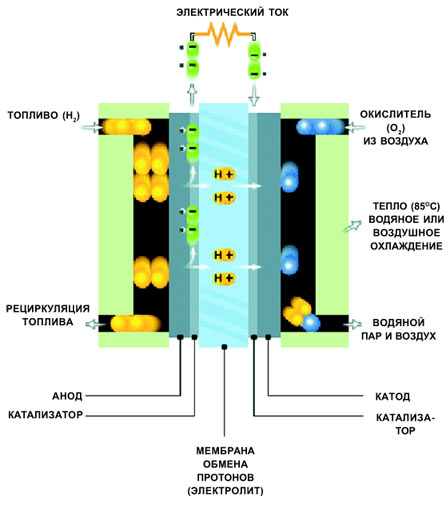 ЭЛЕКТРИЧЕСКИЙ ТОК
ТОПЛИВО (H₂)
ОКИСЛИТЕЛЬ
(O₂)
ИЗ ВОЗДУХА
H +
H +
H +
H +
ТЕПЛО (85°C)
ВОДЯНОЕ ИЛИ
ВОЗДУШНОЕ
ОХЛАЖДЕНИЕ
РЕЦИРКУЛЯЦИЯ
ТОПЛИВА
ВОДЯНОЙ
ПАР И ВОЗДУХ
АНОД
КАТАЛИЗАТОР
КАТОД
КАТАЛИЗА-
ТОР
МЕМБРАНА
ОБМЕНА
ПРОТОНОВ
(ЭЛЕКТРОЛИТ)